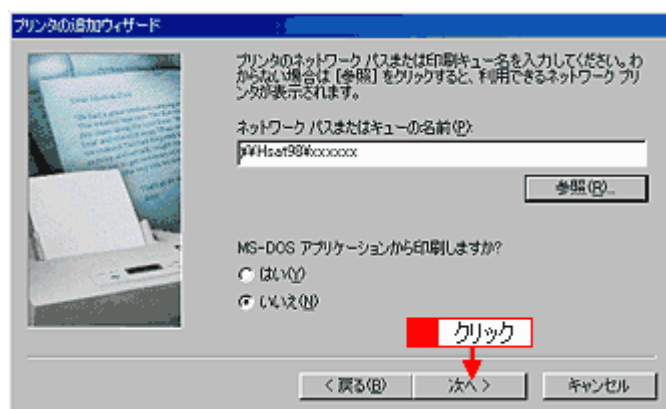 プリンタの追加ウィザード
プリンタのネットワーク パスまたは印刷キュー名を入力してください。わ
からない場合は [参照] をクリックすると、利用できるネットワーク プリ
ンタが表示されます。
ネットワーク パスまたはキューの名前(P):
¥¥Hsat98¥xxxxxx
参照(R)...
MS-DOS アプリケーションから印刷しますか?
はい(Y)
いいえ(N)
クリック
< 戻る(B)
次へ >
キャンセル